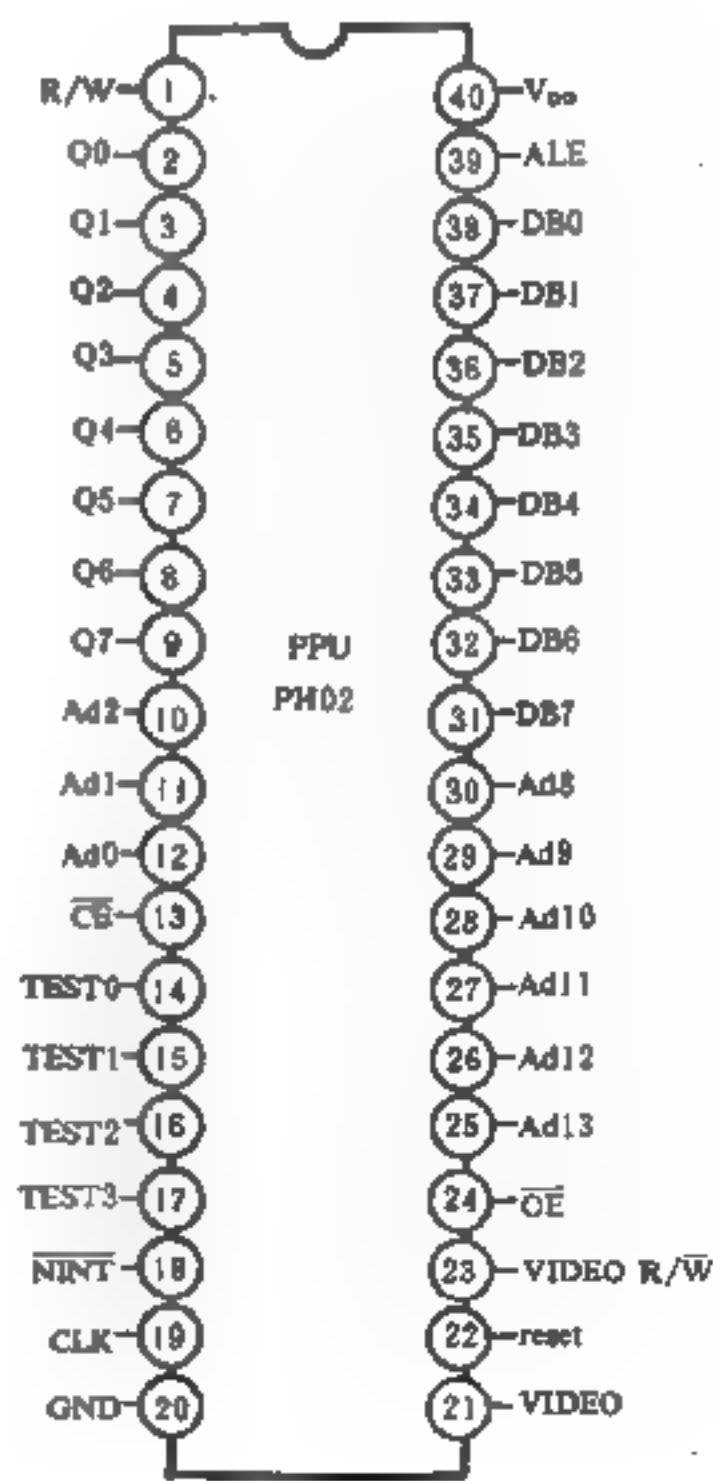 R/W 1 40 V_DD
Q0 2 39 ALE
Q1 3 38 DB0
Q2 4 37 DB1
Q3 5 36 DB2
Q4 6 35 DB3
Q5 7 34 DB4
Q6 8 33 DB5
Q7 9 32 DB6
PPU
PH02
Ad2 10 31 DB7
Ad1 11 30 Ad8
Ad0 12 29 Ad9
C̅E̅ 13 28 Ad10
TEST0 14 27 Ad11
TEST1 15 26 Ad12
TEST2 16 25 Ad13
TEST3 17 24 O̅E̅
N̅I̅N̅T̅ 18 23 VIDEO R/W̅
CLK 19 22 reset
GND 20 21 VIDEO